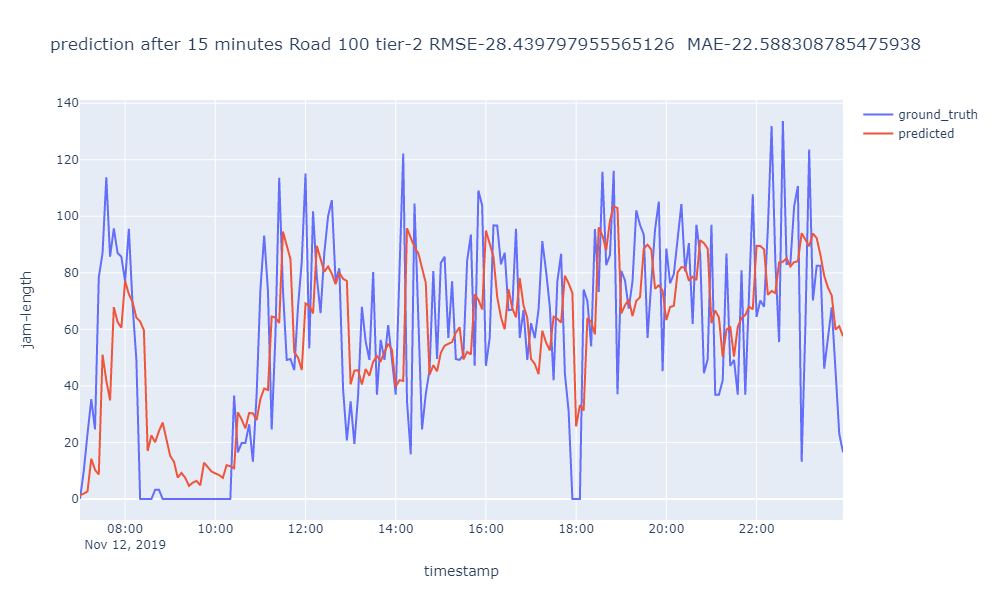 prediction after 15 minutes Road 100 tier-2 RMSE-28.439797955565126 MAE-22.588308785475938
ground_truth
predicted
140
120
100
80
60
40
20
0
jam-length
08:00 10:00 12:00 14:00 16:00 18:00 20:00 22:00
Nov 12, 2019
timestamp